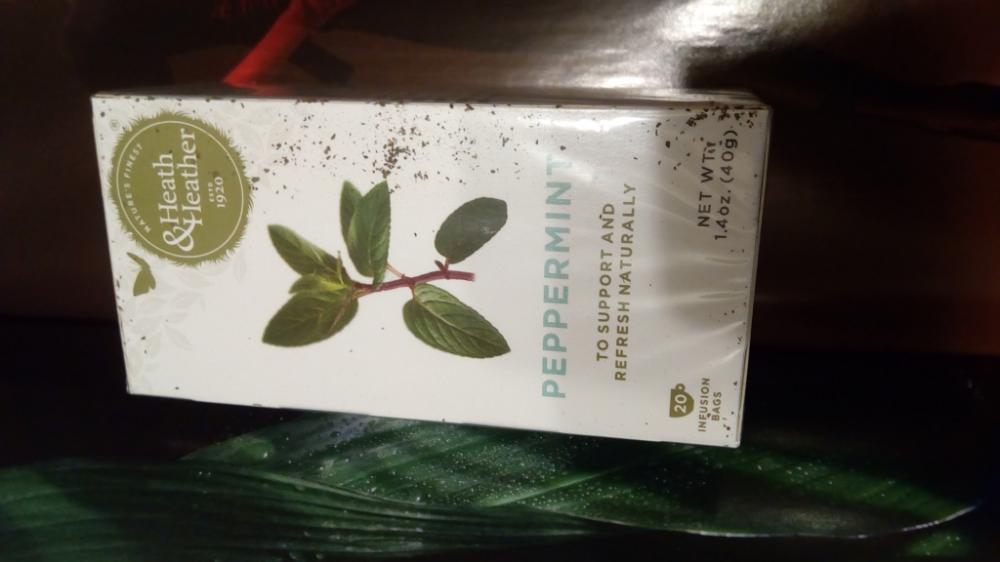 ®
NATURE'S FINEST
Heath
&Heather
ESTD
1920
PEPPERMINT
TO SUPPORT AND
REFRESH NATURALLY
20
INFUSION
BAGS
NET WT
1.4oz. (40g)